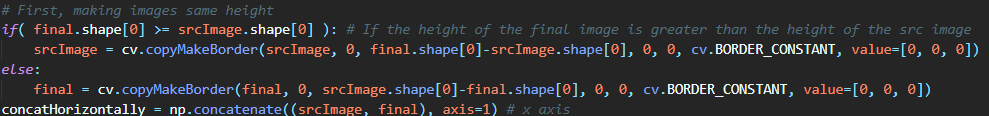 # First, making images same height
if( final.shape[0] >= srcImage.shape[0] ): # If the height of the final image is greater than the height of the src image
    srcImage = cv.copyMakeBorder(srcImage, 0, final.shape[0]-srcImage.shape[0], 0, 0, cv.BORDER_CONSTANT, value=[0, 0, 0])
else:
    final = cv.copyMakeBorder(final, 0, srcImage.shape[0]-final.shape[0], 0, 0, cv.BORDER_CONSTANT, value=[0, 0, 0])
concatHorizontally = np.concatenate((srcImage, final), axis=1) # x axis